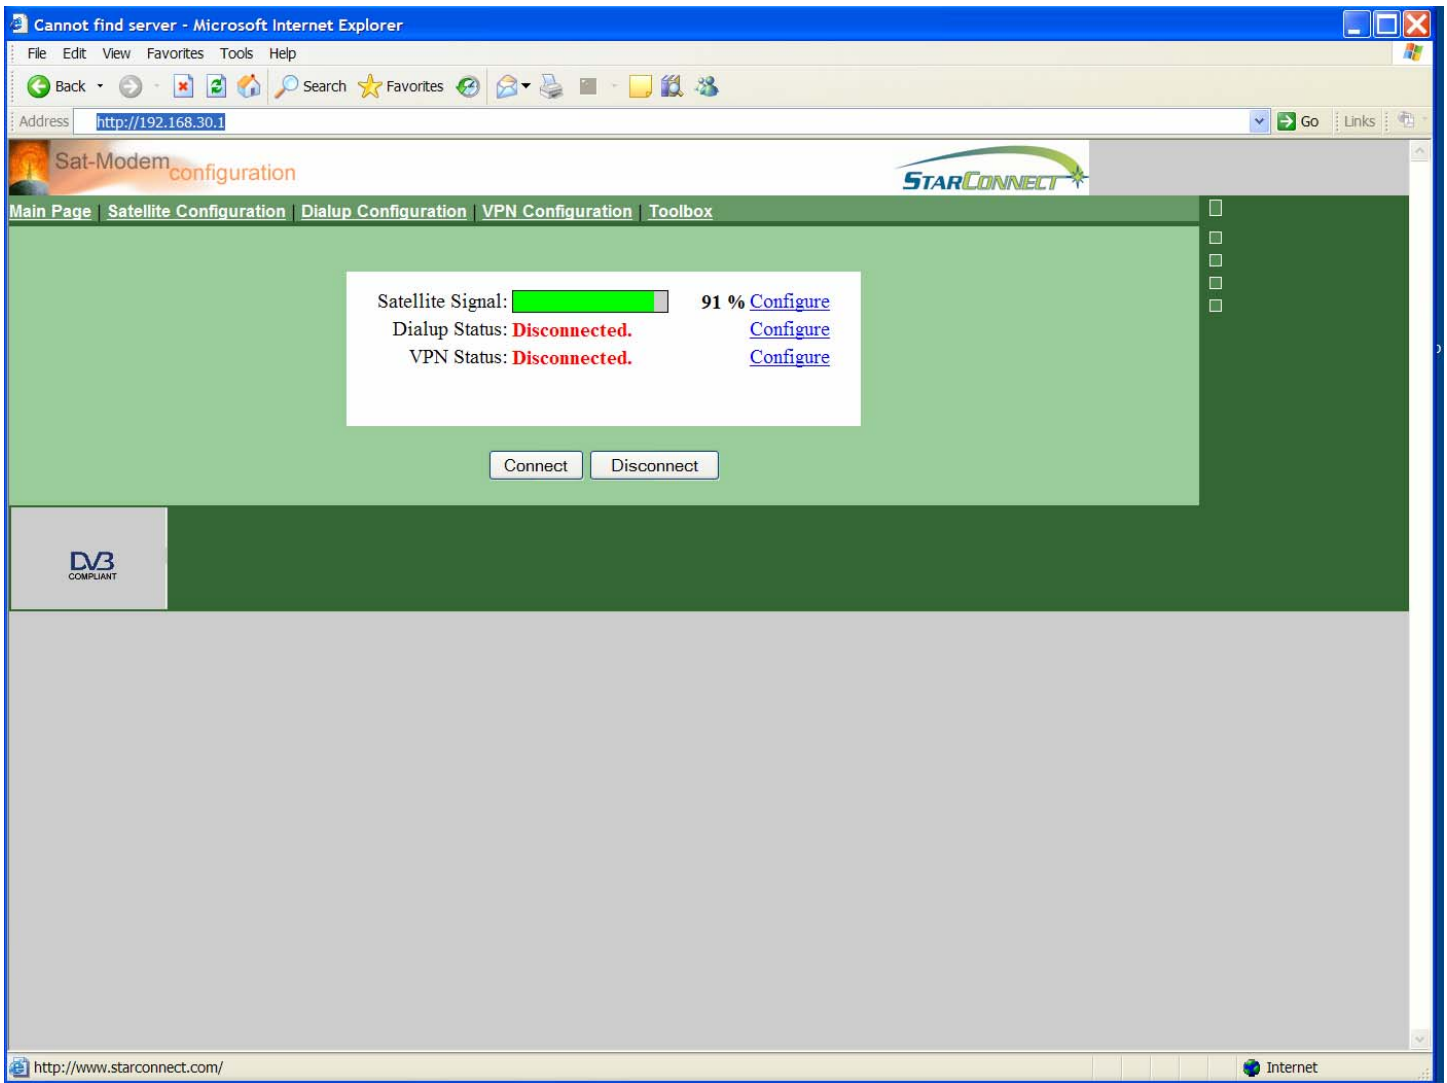 Cannot find server - Microsoft Internet Explorer
File Edit View Favorites Tools Help
Back Search Favorites
Address http://192.168.30.1 Go Links
Sat-Modem configuration STARCONNECT
Main Page | Satellite Configuration | Dialup Configuration | VPN Configuration | Toolbox
Satellite Signal: 91 % Configure
Dialup Status: Disconnected. Configure
VPN Status: Disconnected. Configure
Connect Disconnect
DVB
COMPLIANT
http://www.starconnect.com/ Internet